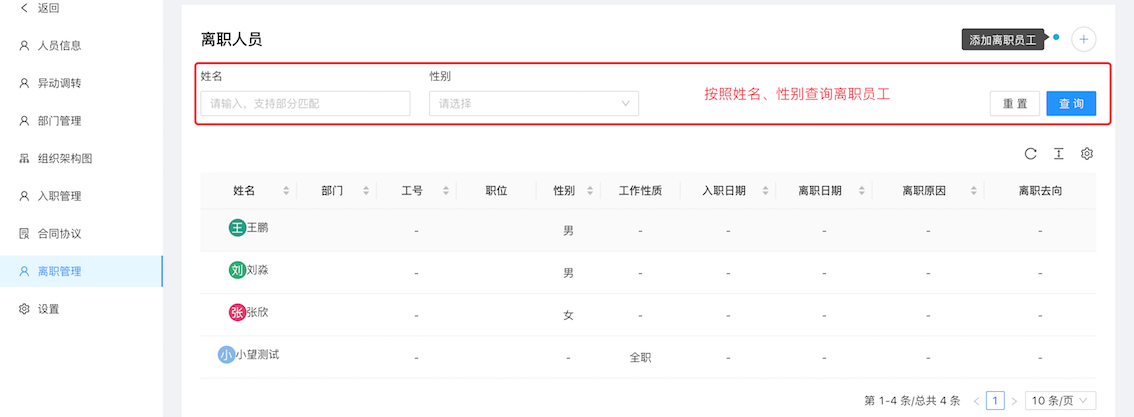 返回
人员信息
异动调转
部门管理
组织架构图
入职管理
合同协议
离职管理
设置
离职人员
添加离职员工
姓名 性别
请输入，支持部分匹配 请选择
按照姓名、性别查询离职员工
重置 查询
姓名 部门 工号 职位 性别 工作性质 入职日期 离职日期 离职原因 离职去向
王 王鹏 - 男 - - - - -
刘 刘淼 - 男 - - - - -
张 张欣 - 女 - - - - -
小 小望测试 - - 全职 - - - -
第 1-4 条/总共 4 条 1 10 条/页